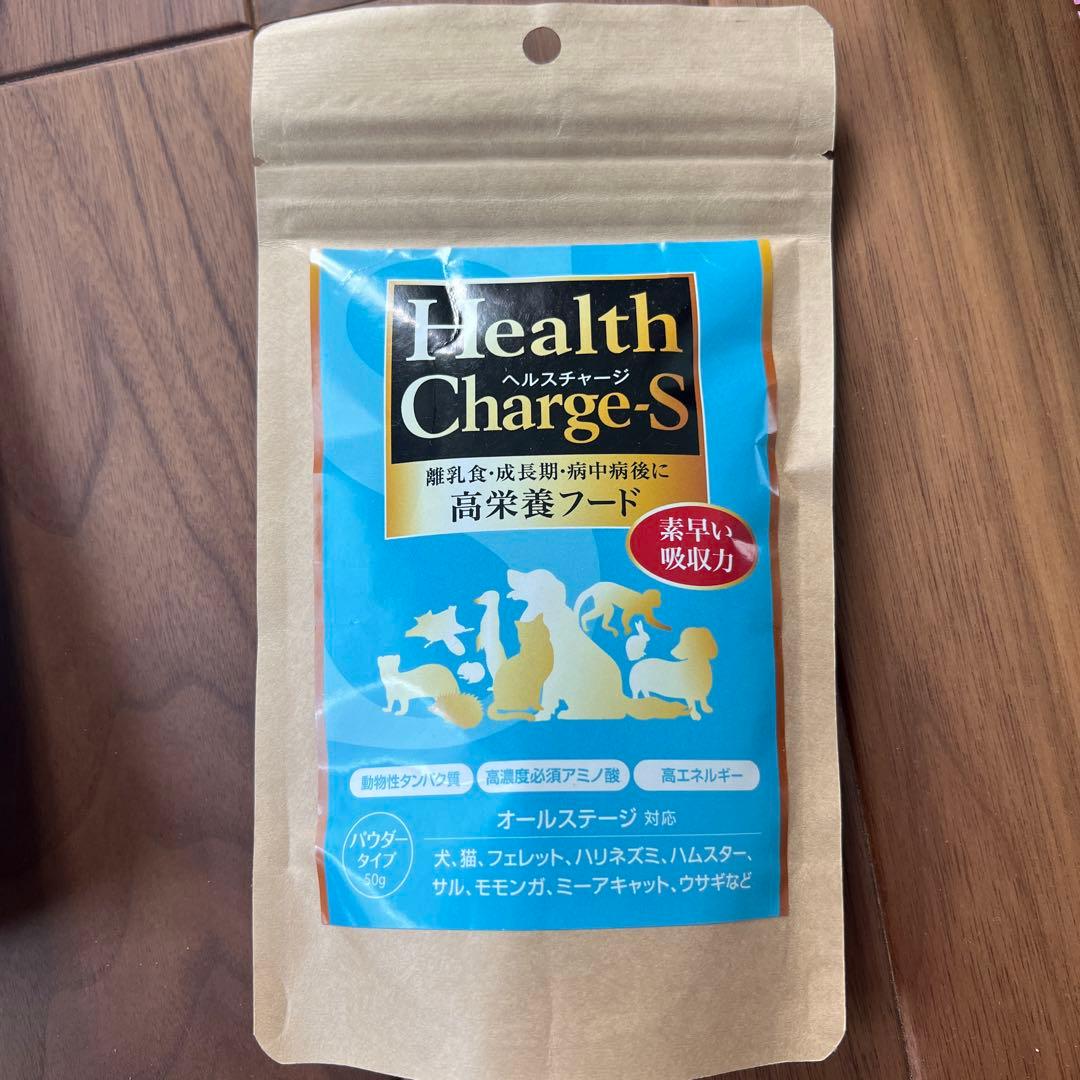 Health
ヘルスチャージ
Charge-S
離乳食・成長期・病中病後に
高栄養フード
素早い
吸収力
動物性タンパク質
高濃度必須アミノ酸
高エネルギー
オールステージ 対応
パウダー
タイプ
50g
犬、猫、フェレット、ハリネズミ、ハムスター、
サル、モモンガ、ミーアキャット、ウサギなど